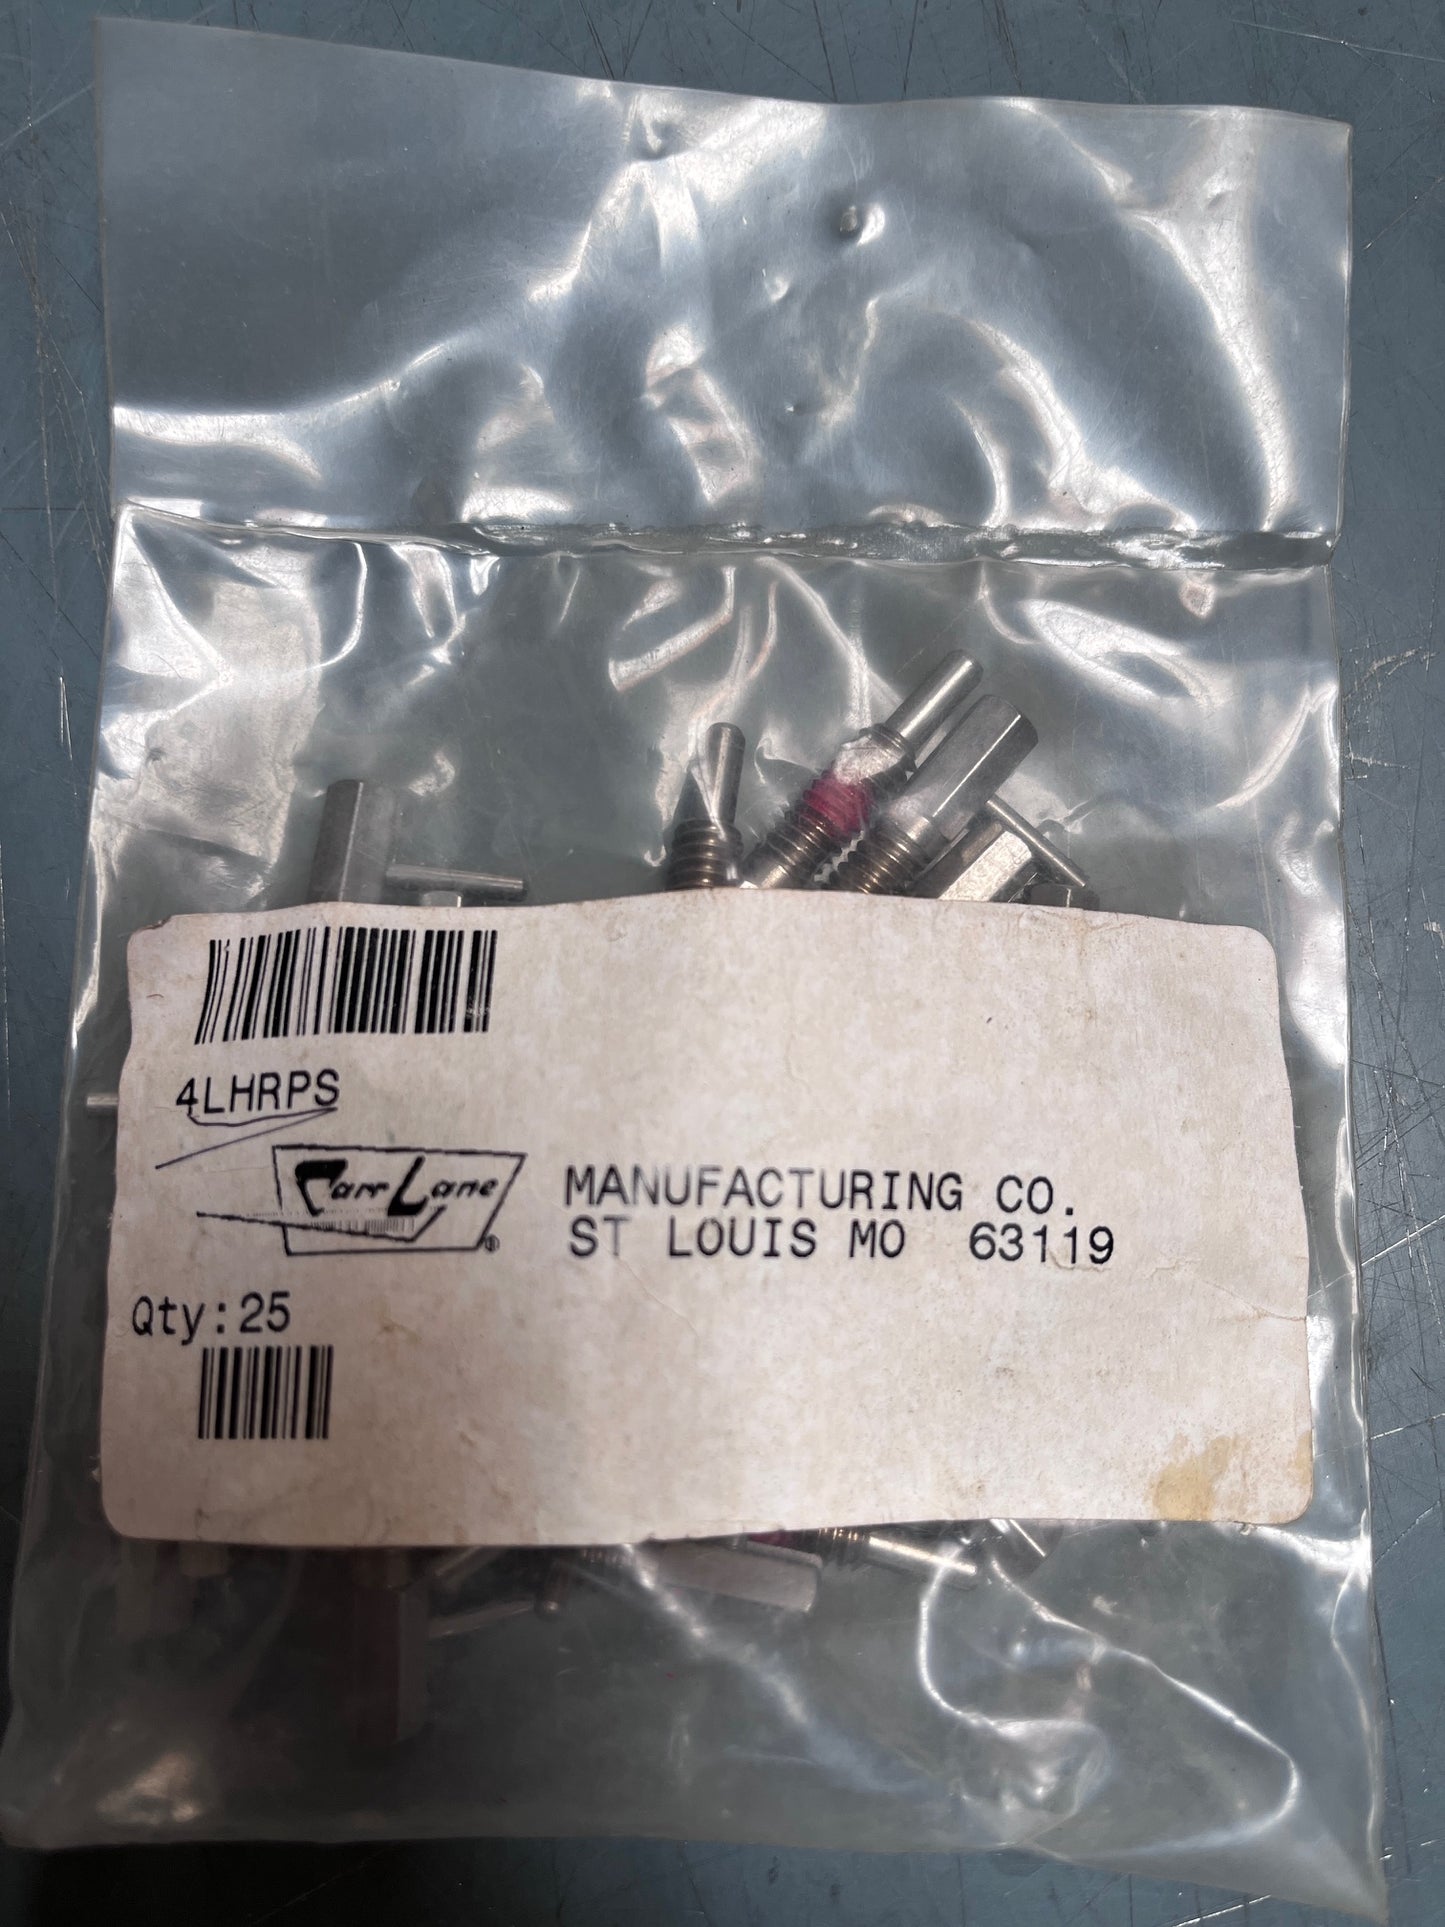 4LHRPS
Carr Lane ®
MANUFACTURING CO.
ST LOUIS MO 63119
Qty:25